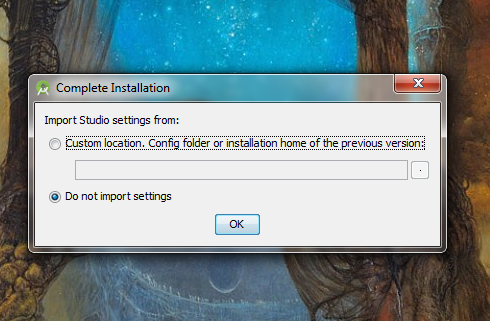 Complete Installation
Import Studio settings from:
Custom location. Config folder or installation home of the previous version:
.
Do not import settings
OK